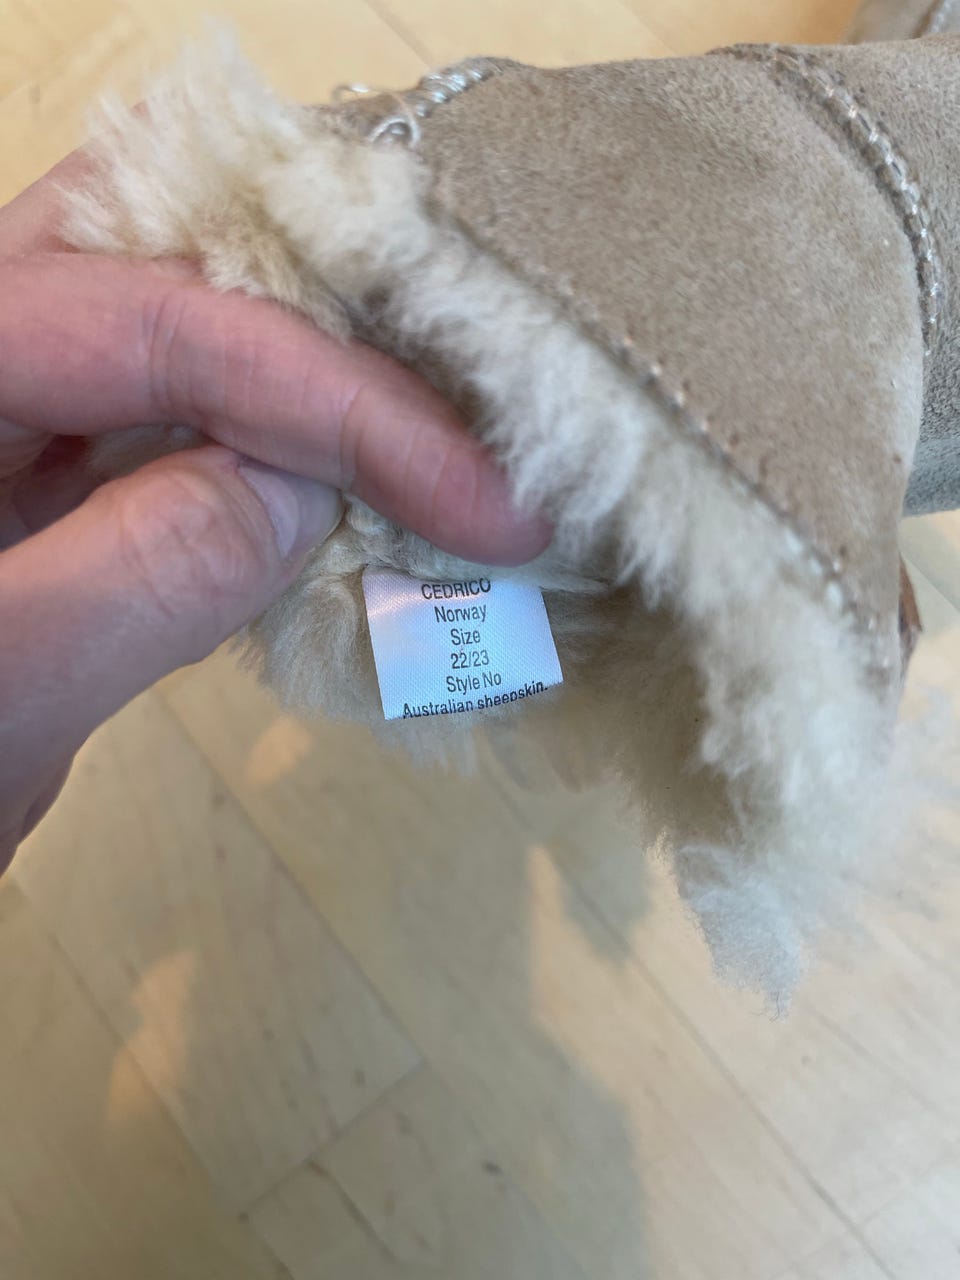 CEDRICO
Norway
Size
22/23
Style No
Australian sheepskin.